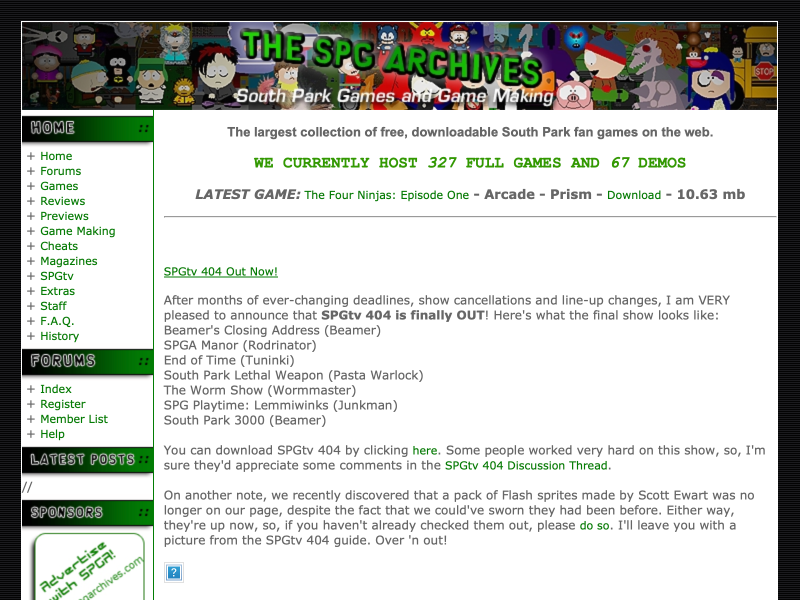 THE SPG ARCHIVES
South Park Games and Game Making
STOP
HOME ::
+ Home
+ Forums
+ Games
+ Reviews
+ Previews
+ Game Making
+ Cheats
+ Magazines
+ SPGtv
+ Extras
+ Staff
+ F.A.Q.
+ History
FORUMS ::
+ Index
+ Register
+ Member List
+ Help
LATEST POSTS ::
//
SPONSORS ::
Advertise
with SPGA!
The largest collection of free, downloadable South Park fan games on the web.
WE CURRENTLY HOST 327 FULL GAMES AND 67 DEMOS
LATEST GAME: The Four Ninjas: Episode One - Arcade - Prism - Download - 10.63 mb
SPGtv 404 Out Now!
After months of ever-changing deadlines, show cancellations and line-up changes, I am VERY
pleased to announce that SPGtv 404 is finally OUT! Here's what the final show looks like:
Beamer's Closing Address (Beamer)
SPGA Manor (Rodrinator)
End of Time (Tuninki)
South Park Lethal Weapon (Pasta Warlock)
The Worm Show (Wormmaster)
SPG Playtime: Lemmiwinks (Junkman)
South Park 3000 (Beamer)
You can download SPGtv 404 by clicking here. Some people worked very hard on this show, so, I'm
sure they'd appreciate some comments in the SPGtv 404 Discussion Thread.
On another note, we recently discovered that a pack of Flash sprites made by Scott Ewart was no
longer on our page, despite the fact that we could've sworn they had been before. Either way,
they're up now, so, if you haven't already checked them out, please do so. I'll leave you with a
picture from the SPGtv 404 guide. Over 'n out!
?